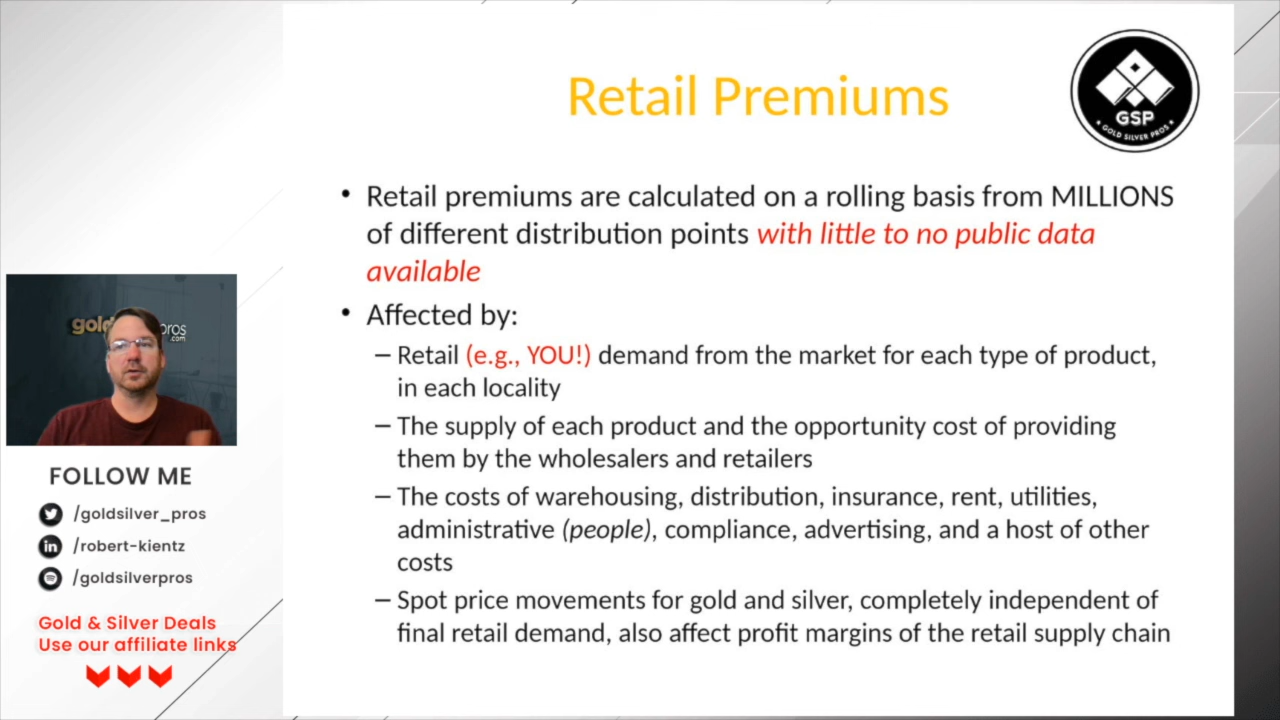 Retail Premiums
GSP
GOLD SILVER PROS
• Retail premiums are calculated on a rolling basis from MILLIONS
of different distribution points with little to no public data
available
• Affected by:
– Retail (e.g., YOU!) demand from the market for each type of product,
in each locality
– The supply of each product and the opportunity cost of providing
them by the wholesalers and retailers
– The costs of warehousing, distribution, insurance, rent, utilities,
administrative (people), compliance, advertising, and a host of other
costs
– Spot price movements for gold and silver, completely independent of
final retail demand, also affect profit margins of the retail supply chain
gold
pros
.com
FOLLOW ME
/goldsilver_pros
/robert-kientz
/goldsilverpros
Gold & Silver Deals
Use our affiliate links